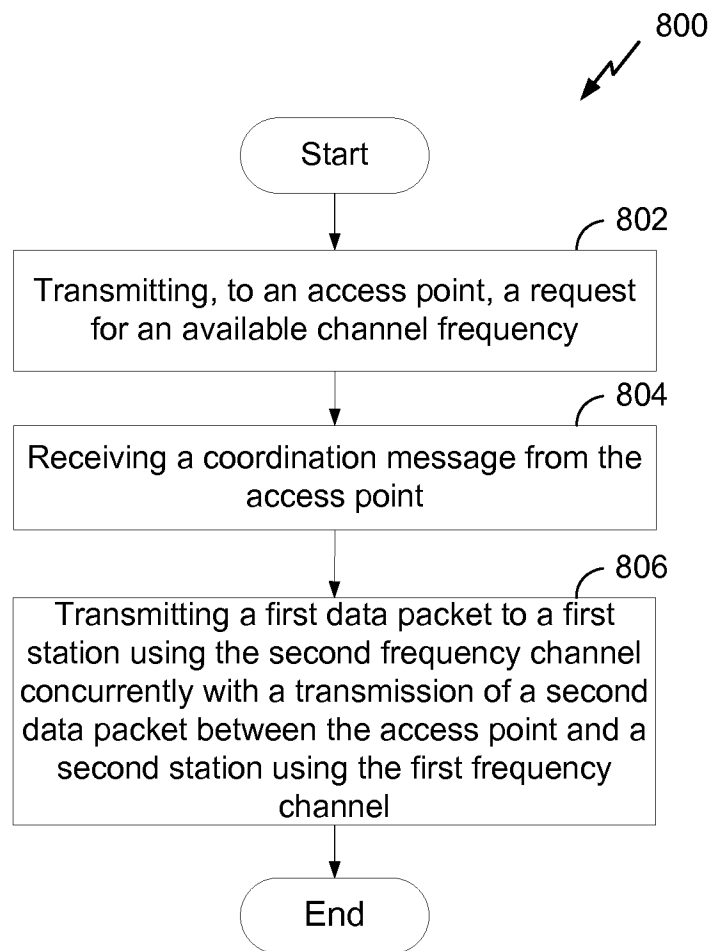 800
Start
802
Transmitting, to an access point, a request
for an available channel frequency
804
Receiving a coordination message from the
access point
806
Transmitting a first data packet to a first
station using the second frequency channel
concurrently with a transmission of a second
data packet between the access point and a
second station using the first frequency
channel
End